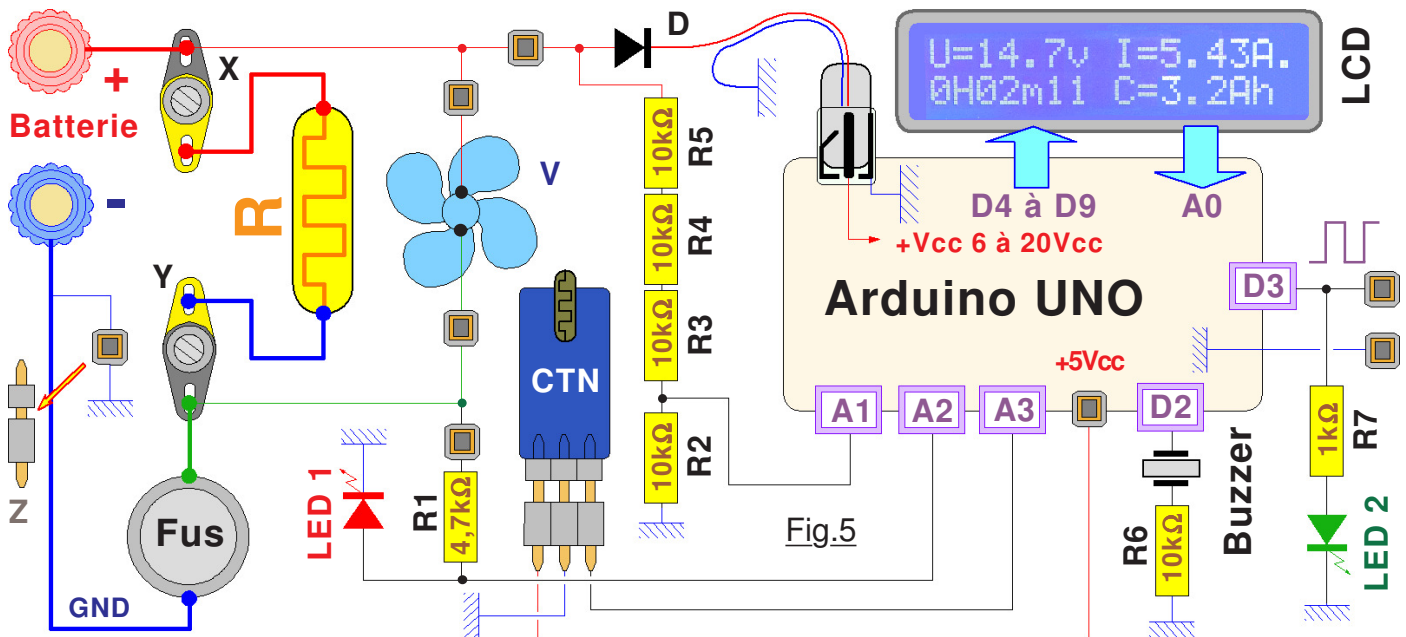 +
Batterie
-
GND
X
Y
Z
Fus
R
V
D
LED 1
R1
4,7kΩ
CTN
R5
10kΩ
R4
10kΩ
R3
10kΩ
R2
10kΩ
U=14.7v I=5.43A.
0H02m11 C=3.2Ah
LCD
D4 à D9
A0
+Vcc 6 à 20Vcc
Arduino UNO
D3
+5Vcc
A1
A2
A3
D2
Fig.5
R6
10kΩ
Buzzer
R7
1kΩ
LED 2